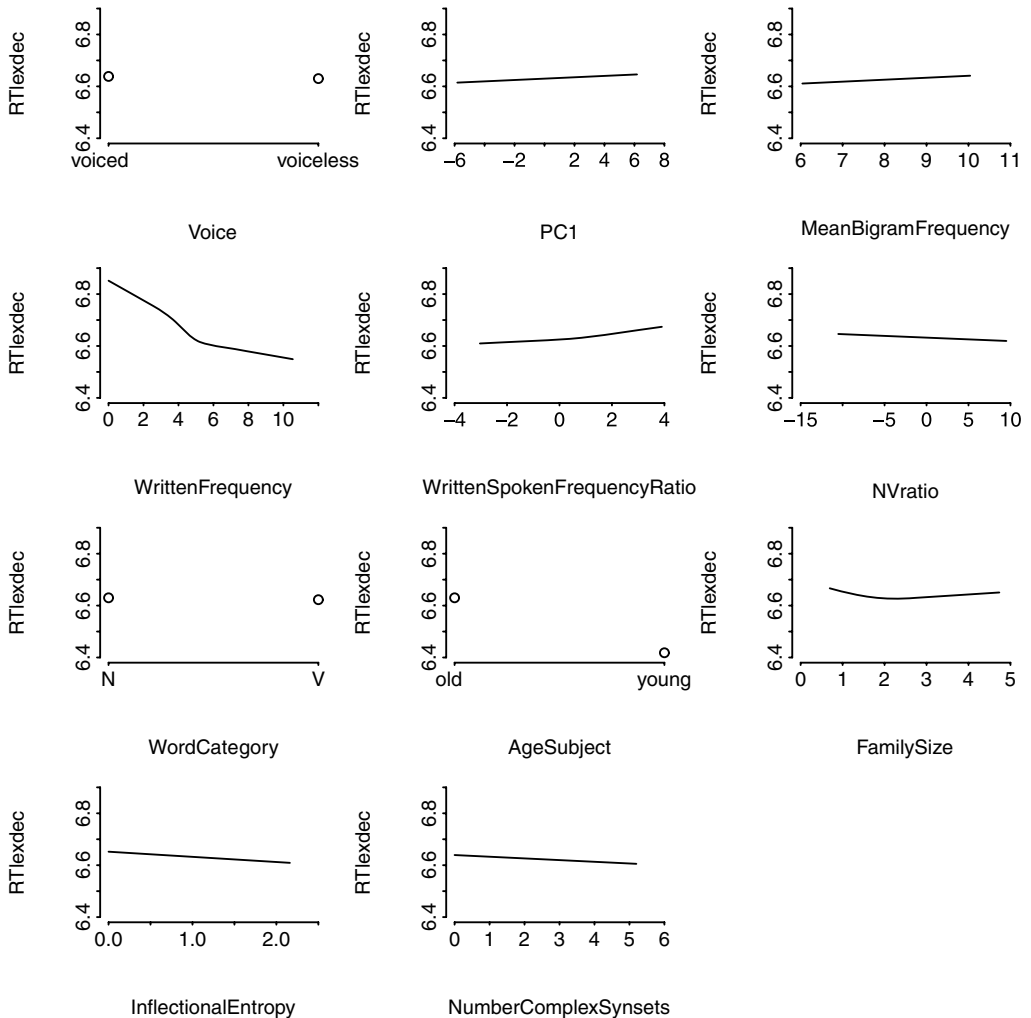 RTlexdec
6.4 6.6 6.8
voiced voiceless
Voice
RTlexdec
6.4 6.6 6.8
−6 −2 2 4 6 8
PC1
RTlexdec
6.4 6.6 6.8
6 7 8 9 10 11
MeanBigramFrequency
RTlexdec
6.4 6.6 6.8
0 2 4 6 8 10
WrittenFrequency
RTlexdec
6.4 6.6 6.8
−4 −2 0 2 4
WrittenSpokenFrequencyRatio
RTlexdec
6.4 6.6 6.8
−15 −5 0 5 10
NVratio
RTlexdec
6.4 6.6 6.8
N V
WordCategory
RTlexdec
6.4 6.6 6.8
old young
AgeSubject
RTlexdec
6.4 6.6 6.8
0 1 2 3 4 5
FamilySize
RTlexdec
6.4 6.6 6.8
0.0 1.0 2.0
InflectionalEntropy
RTlexdec
6.4 6.6 6.8
0 1 2 3 4 5 6
NumberComplexSynsets